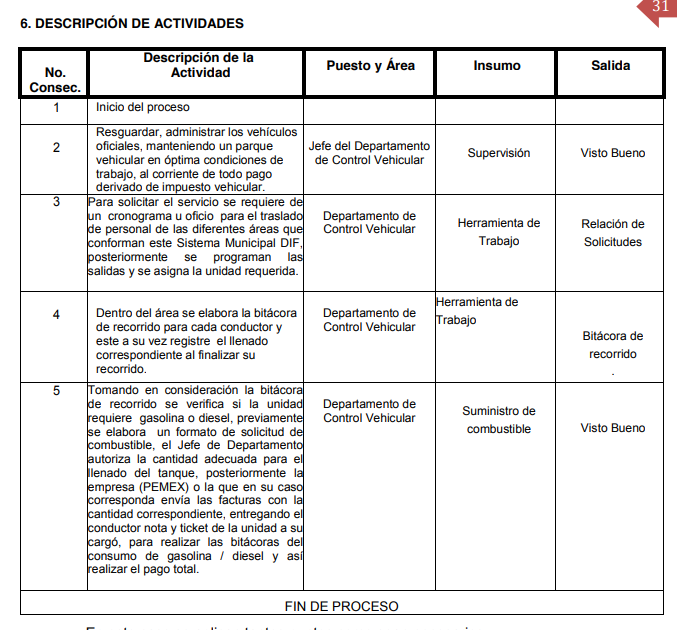 31
6. DESCRIPCIÓN DE ACTIVIDADES
No.
Consec.
Descripción de la
Actividad
Puesto y Área
Insumo
Salida
1
Inicio del proceso
2
Resguardar, administrar los vehículos
oficiales, manteniendo un parque
vehicular en óptima condiciones de
trabajo, al corriente de todo pago
derivado de impuesto vehicular.
Jefe del Departamento
de Control Vehicular
Supervisión
Visto Bueno
3
Para solicitar el servicio se requiere de
un cronograma u oficio para el traslado
de personal de las diferentes áreas que
conforman este Sistema Municipal DIF,
posteriormente se programan las
salidas y se asigna la unidad requerida.
Departamento de
Control Vehicular
Herramienta de
Trabajo
Relación de
Solicitudes
4
Dentro del área se elabora la bitácora
de recorrido para cada conductor y
este a su vez registre el llenado
correspondiente al finalizar su
recorrido.
Departamento de
Control Vehicular
Herramienta de
Trabajo
Bitácora de
recorrido
.
5
Tomando en consideración la bitácora
de recorrido se verifica si la unidad
requiere gasolina o diesel, previamente
se elabora un formato de solicitud de
combustible, el Jefe de Departamento
autoriza la cantidad adecuada para el
llenado del tanque, posteriormente la
empresa (PEMEX) o la que en su caso
corresponda envía las facturas con la
cantidad correspondiente, entregando el
conductor nota y ticket de la unidad a su
cargó, para realizar las bitácoras del
consumo de gasolina / diesel y así
realizar el pago total.
Departamento de
Control Vehicular
Suministro de
combustible
Visto Bueno
FIN DE PROCESO